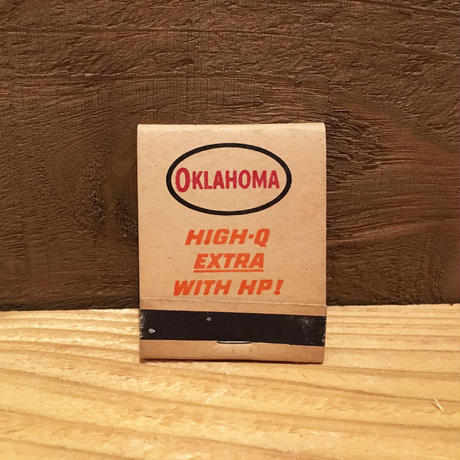 OKLAHOMA
HIGH-Q
EXTRA
WITH HP!